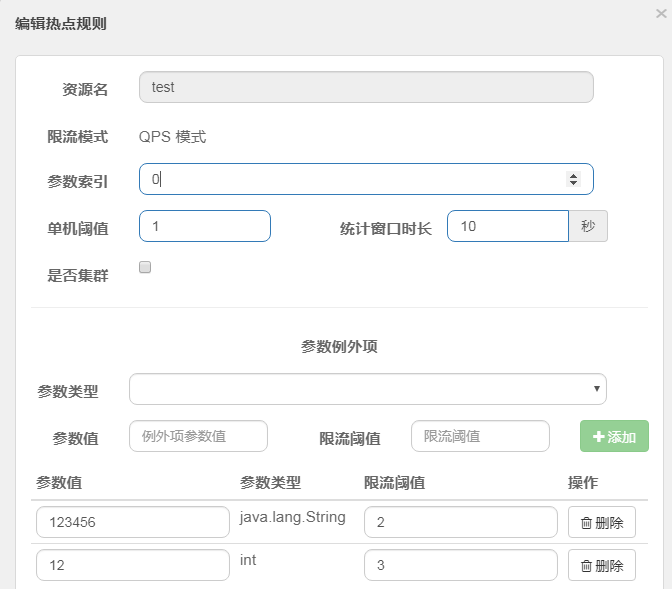 编辑热点规则 ×
资源名 test
限流模式 QPS 模式
参数索引 0
单机阈值 1 统计窗口时长 10 秒
是否集群
参数例外项
参数类型
参数值 例外项参数值 限流阈值 限流阈值 +添加
参数值 参数类型 限流阈值 操作
123456 java.lang.String 2 删除
12 int 3 删除